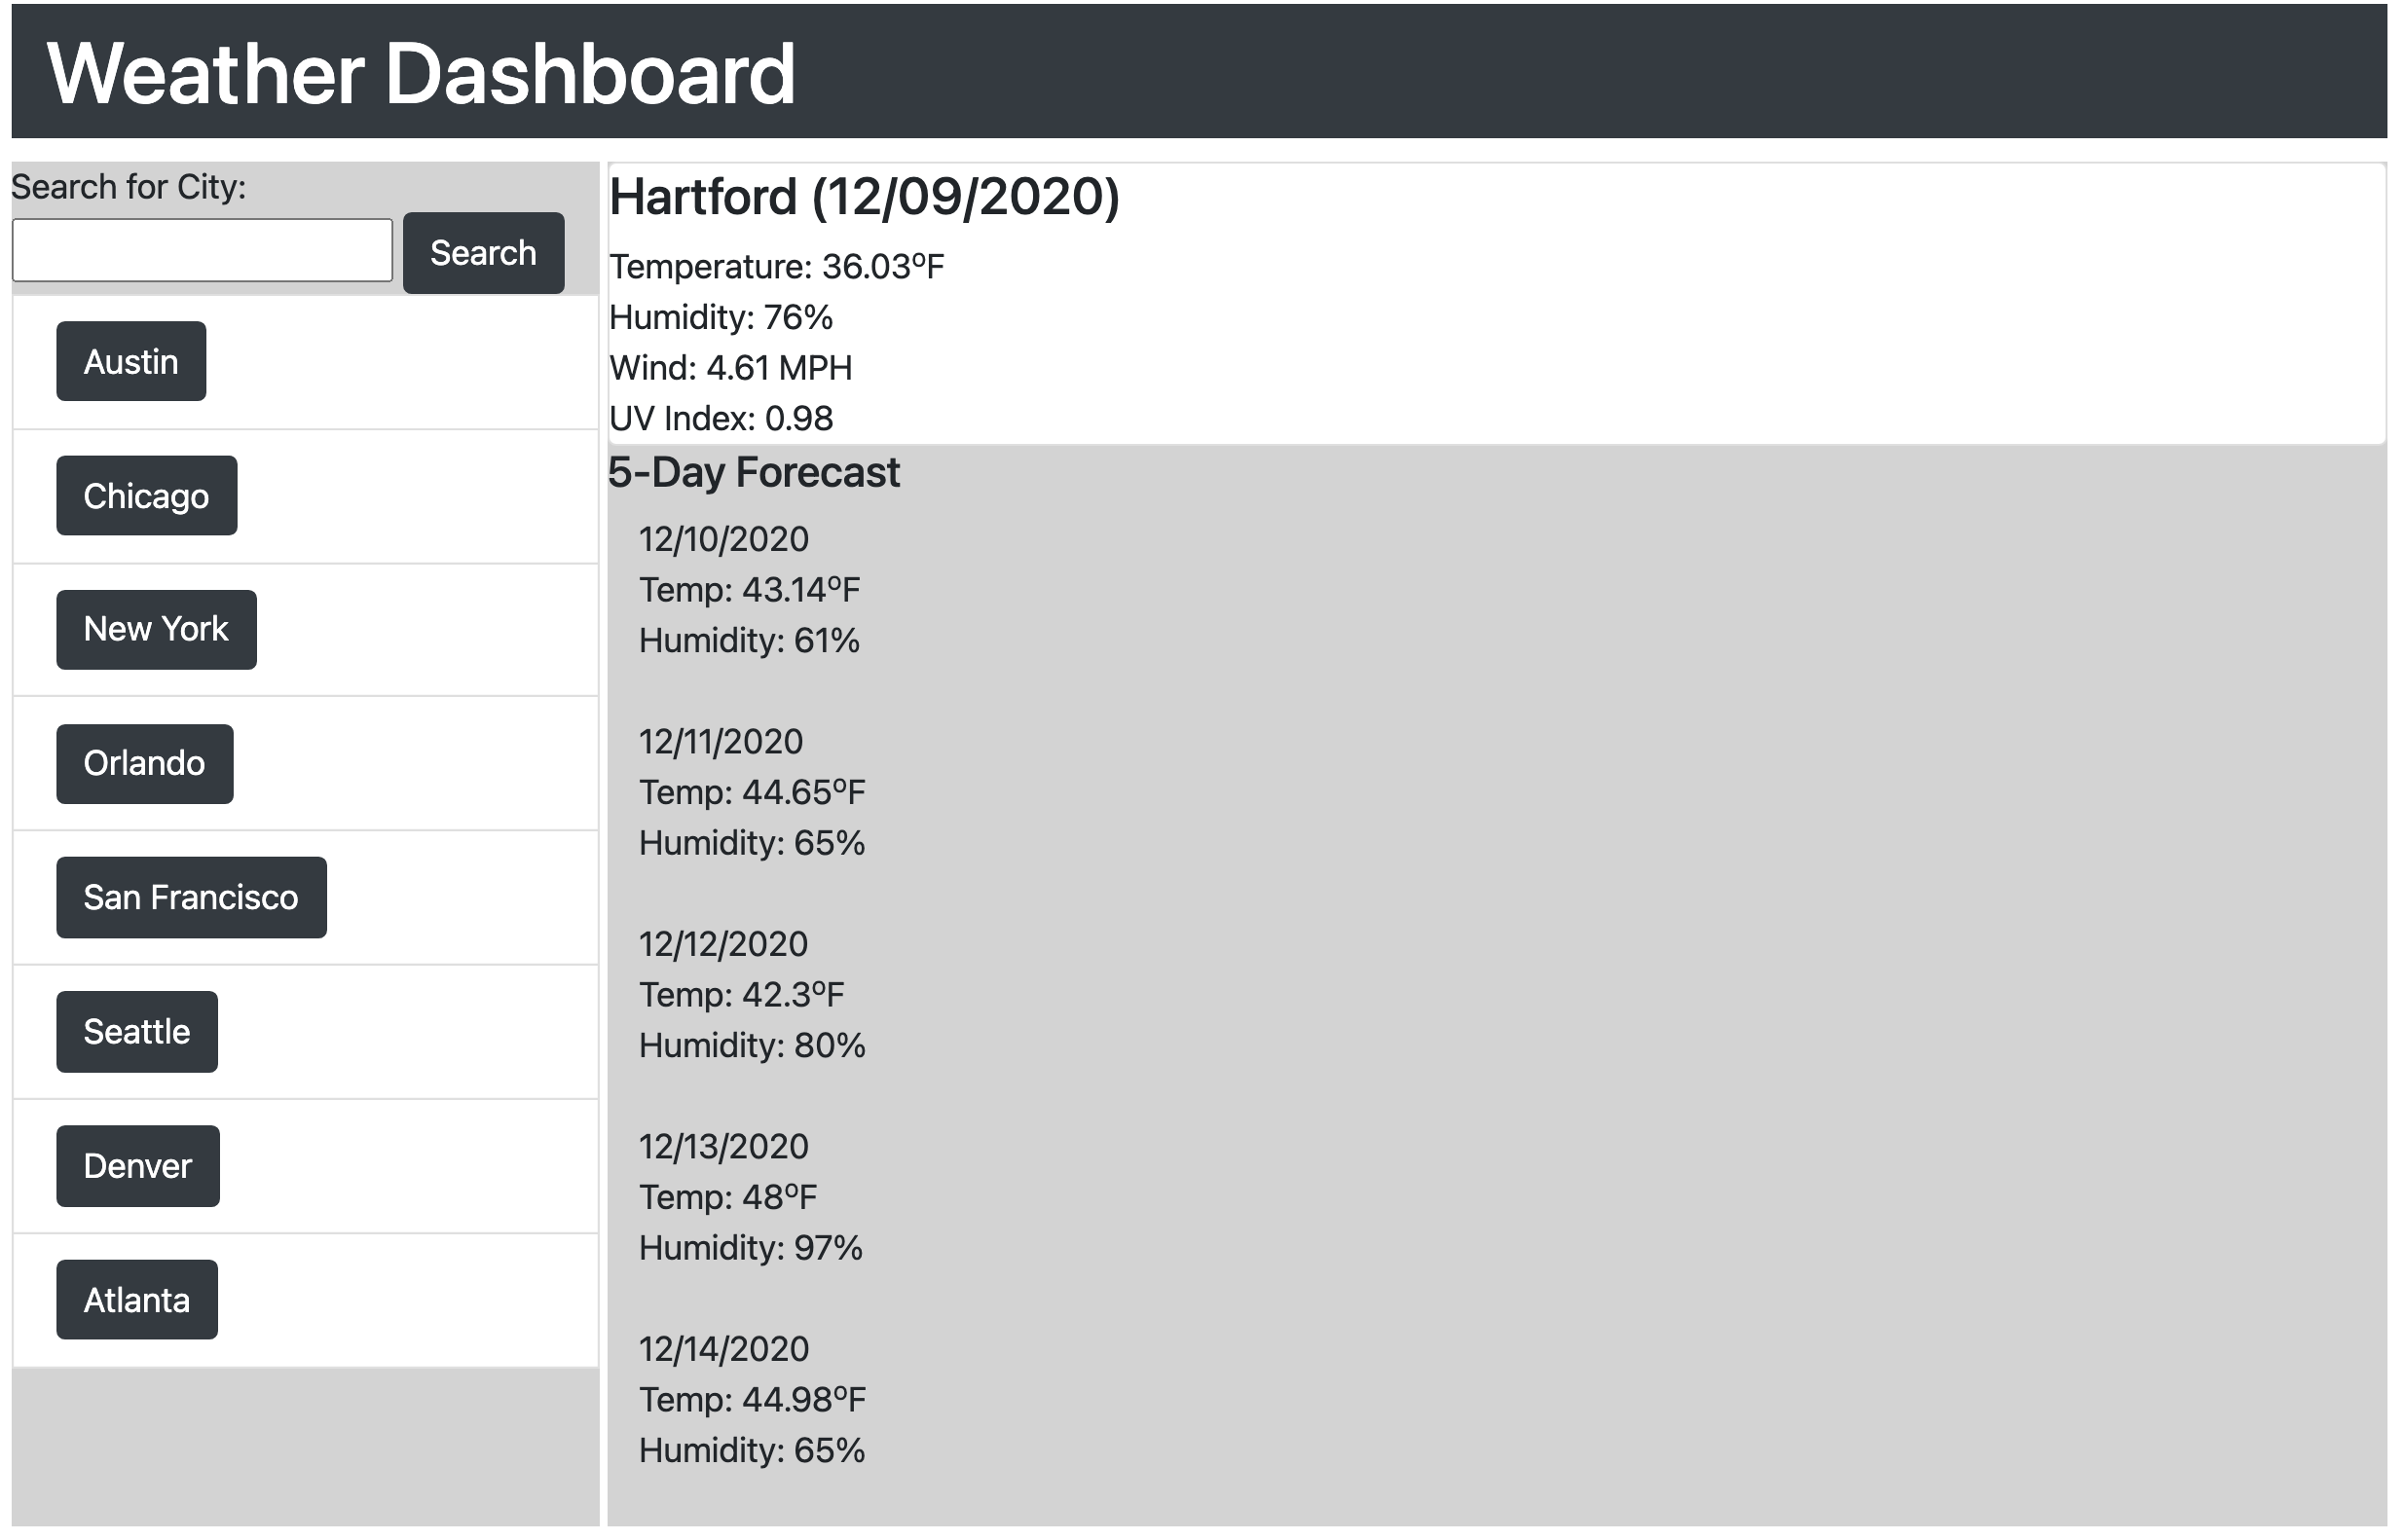 Weather Dashboard
Search for City:
Search
Austin
Chicago
New York
Orlando
San Francisco
Seattle
Denver
Atlanta
Hartford (12/09/2020)
Temperature: 36.03ºF
Humidity: 76%
Wind: 4.61 MPH
UV Index: 0.98
5-Day Forecast
12/10/2020
Temp: 43.14ºF
Humidity: 61%
12/11/2020
Temp: 44.65ºF
Humidity: 65%
12/12/2020
Temp: 42.3ºF
Humidity: 80%
12/13/2020
Temp: 48ºF
Humidity: 97%
12/14/2020
Temp: 44.98ºF
Humidity: 65%